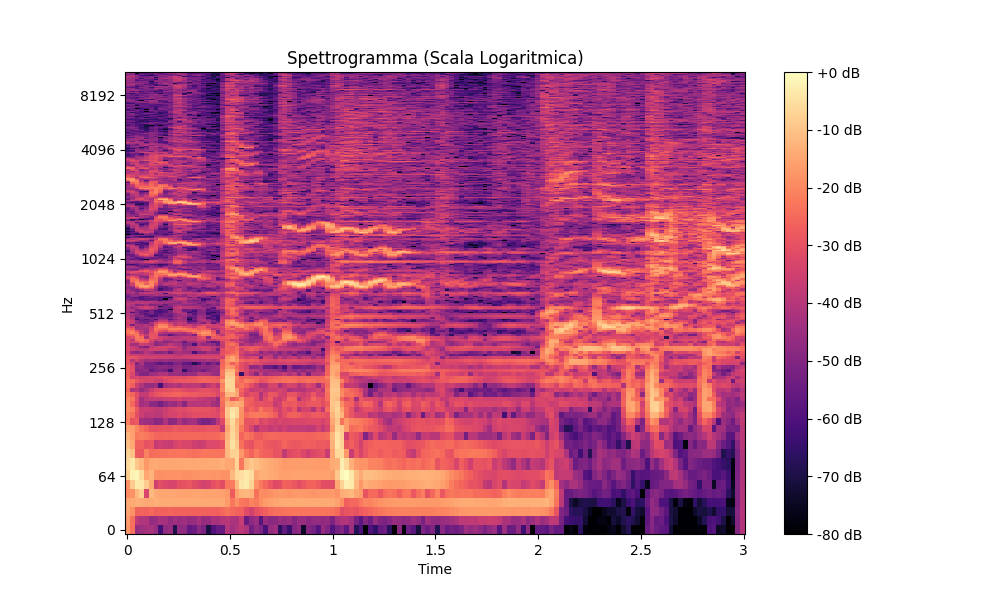 Spettrogramma (Scala Logaritmica)
Hz
8192
4096
2048
1024
512
256
128
64
0
0
0.5
1
1.5
2
2.5
3
Time
+0 dB
-10 dB
-20 dB
-30 dB
-40 dB
-50 dB
-60 dB
-70 dB
-80 dB